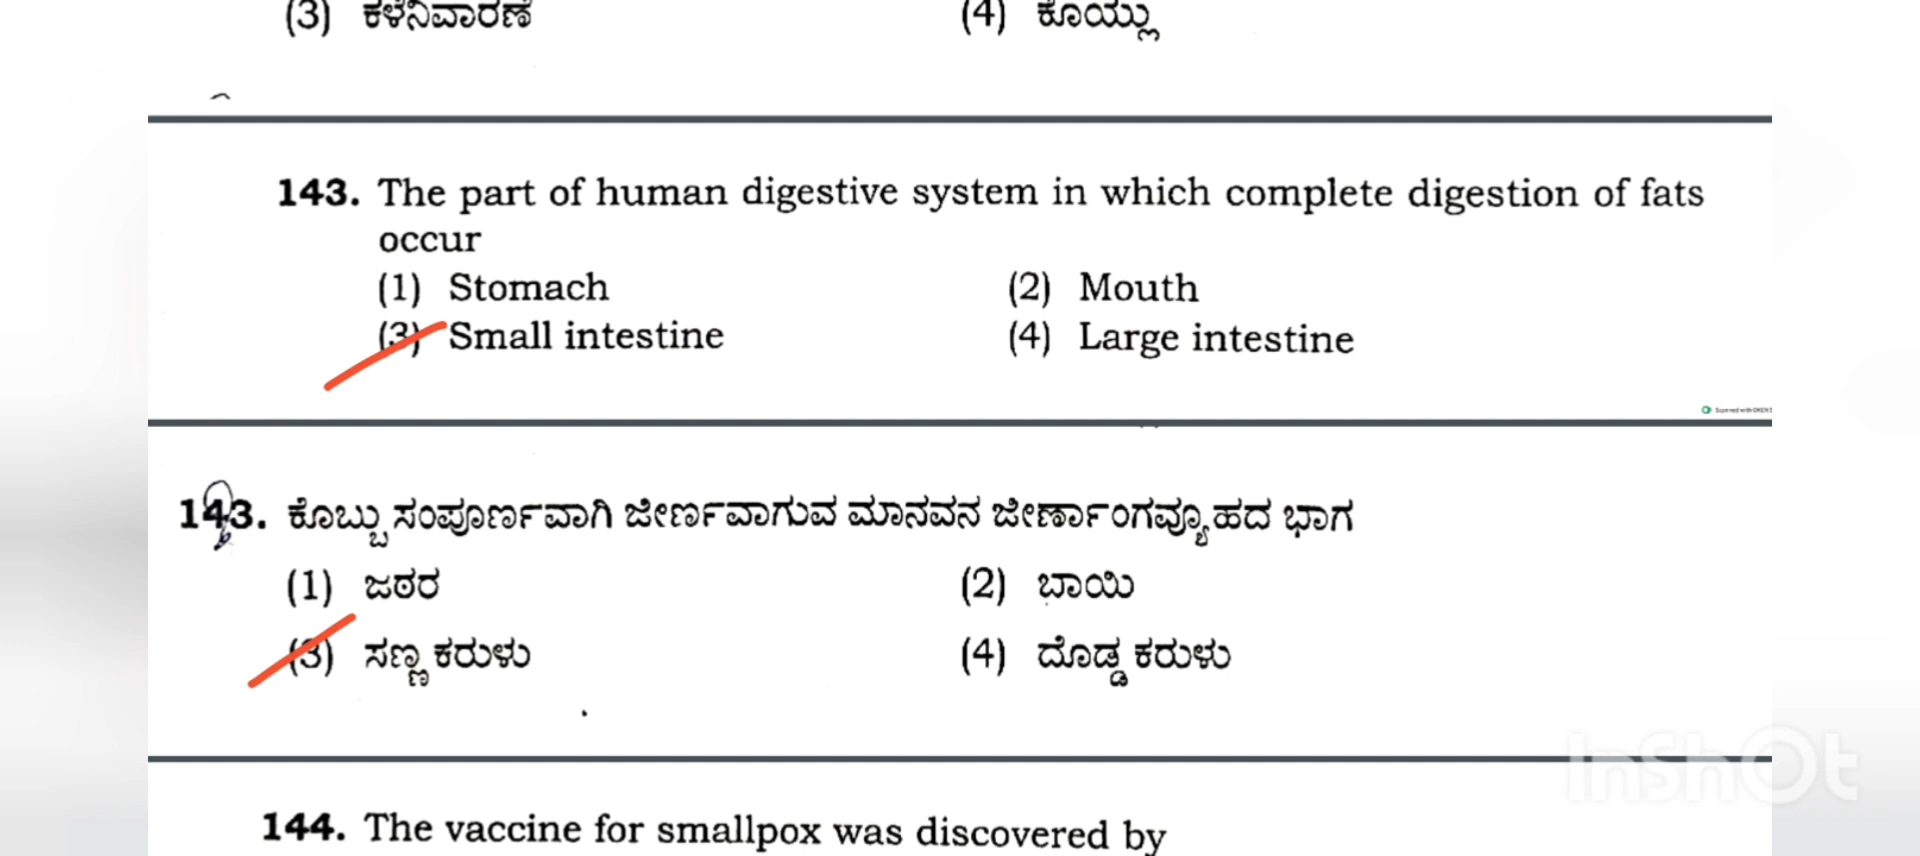 (3) ಕಳೆನಿವಾರಣೆ (4) ಕೊಯ್ಲು
143. The part of human digestive system in which complete digestion of fats
occur
(1) Stomach (2) Mouth
(3) Small intestine (4) Large intestine
143. ಕೊಬ್ಬು ಸಂಪೂರ್ಣವಾಗಿ ಜೀರ್ಣವಾಗುವ ಮಾನವನ ಜೀರ್ಣಾಂಗವ್ಯೂಹದ ಭಾಗ
(1) ಜಠರ (2) ಬಾಯಿ
(3) ಸಣ್ಣ ಕರುಳು (4) ದೊಡ್ಡ ಕರುಳು
InShOt
144. The vaccine for smallpox was discovered by